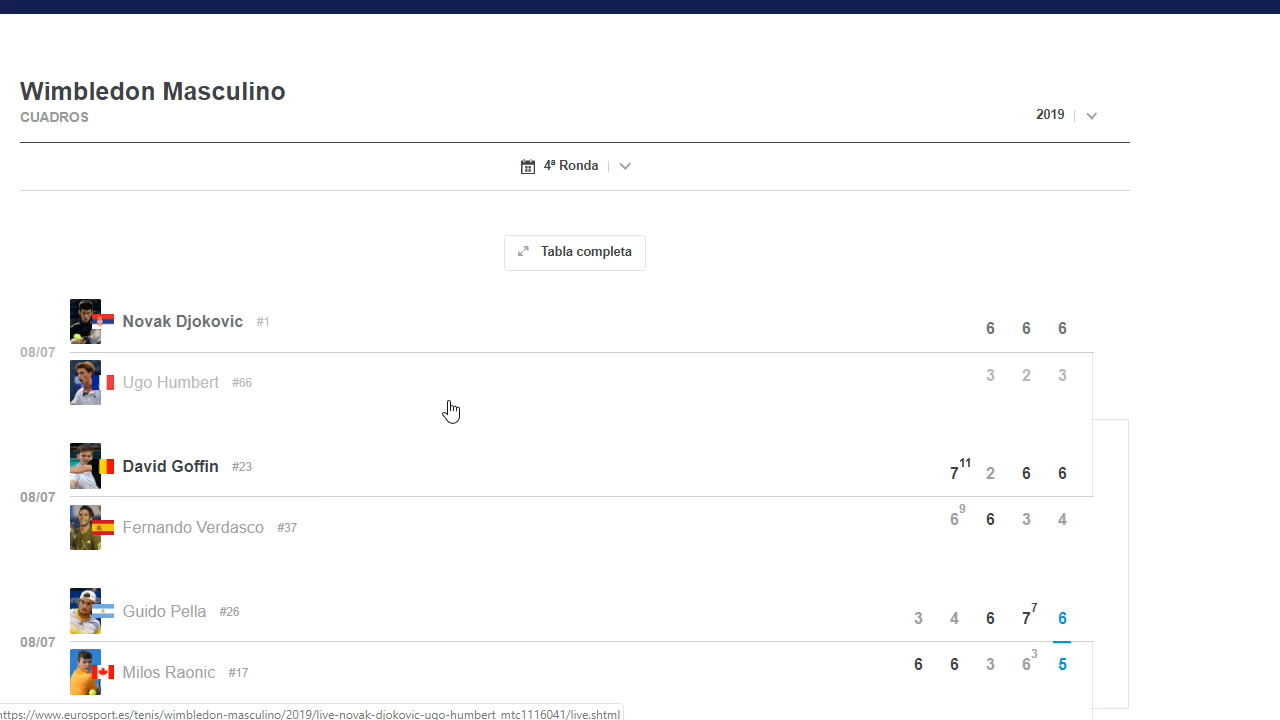 Wimbledon Masculino
CUADROS
2019
4ª Ronda
Tabla completa
Novak Djokovic #1 6 6 6
08/07
Ugo Humbert #66 3 2 3
David Goffin #23 7 11 2 6 6
08/07
Fernando Verdasco #37 6 9 6 3 4
Guido Pella #26 3 4 6 7 7 6
08/07
Milos Raonic #17 6 6 3 6 3 5
https://www.eurosport.es/tenis/wimbledon-masculino/2019/live-novak-djokovic-ugo-humbert_mtc1116041/live.shtml